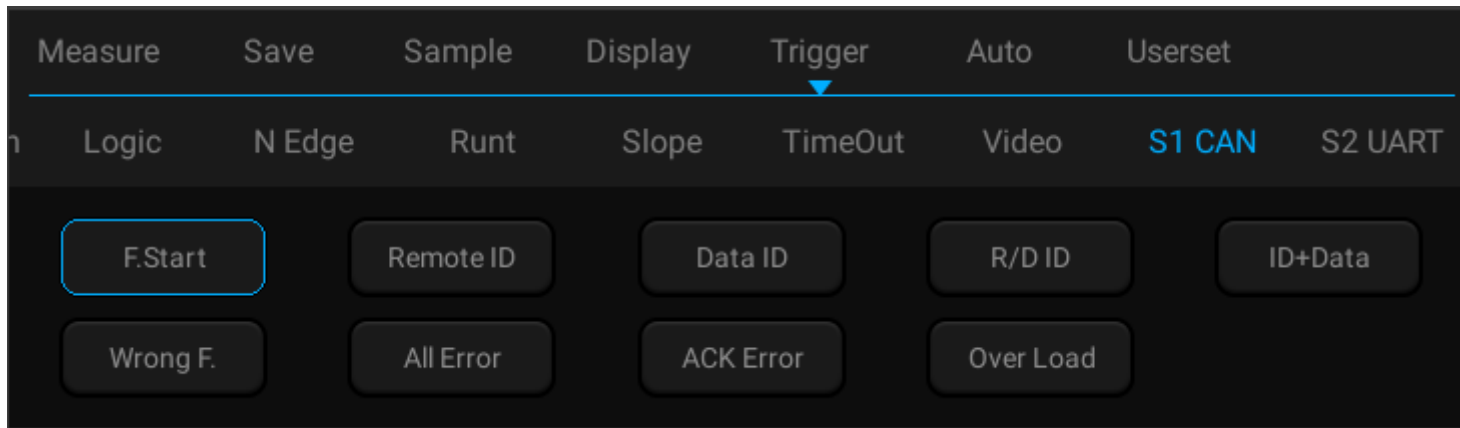 Measure Save Sample Display Trigger Auto Userset
Logic N Edge Runt Slope TimeOut Video S1 CAN S2 UART
F.Start Remote ID Data ID R/D ID ID+Data
Wrong F. All Error ACK Error Over Load